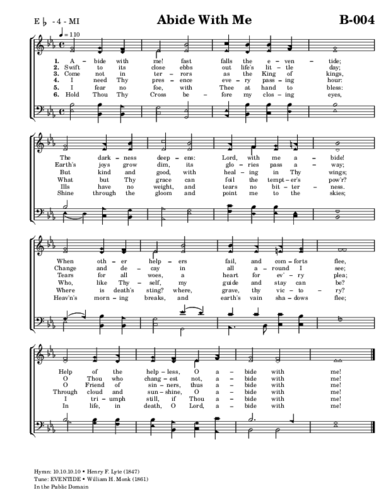 E♭ - 4 - MI
Abide With Me
B-004
♩= 110
1. A- bide with me! fast falls the e - ven - tide;
2. Swift to its close ebbs out life's lit - tle day;
3. Come not in ter - rors as the King of kings,
4. I need Thy pres - ence ev - ery pass - ing hour:
5. I fear no foe, with Thee at hand to bless:
6. Hold Thou Thy Cross be - fore my clos - ing eyes,
The dark- ness deep- ens: Lord, with me a - bide!
Earth's joys grow dim, its glo - ries pass a - way;
But kind and good, with heal - ing in Thy wings;
What but Thy grace can foil the tempt- er's pow'r?
Ills have no weight, and tears no bit - ter- ness.
Shine through the gloom and point me to the skies;
When oth - er help - ers fail, and com- forts flee,
Change and de - cay in all a - round I see;
Tears for all woes, a heart for ev' - ry plea;
Who, like Thy- self, my guide and stay can be?
Where is death's sting? where, grave, thy vic - to - ry?
Heav'n's morn - ing breaks, and earth's vain sha - dows flee;
Help of the help - less, O a - bide with me!
O Thou who chang - est not, a - bide with me!
O Friend of sin - ners, thus a - bide with me!
Through cloud and sun - shine, O a - bide with me!
I tri - umph still, if Thou a - bide with me!
In life, in death, O Lord, a - bide with me!
Hymn: 10.10.10.10 • Henry F. Lyte (1847)
Tune: EVENTIDE • William H. Monk (1861)
In the Public Domain